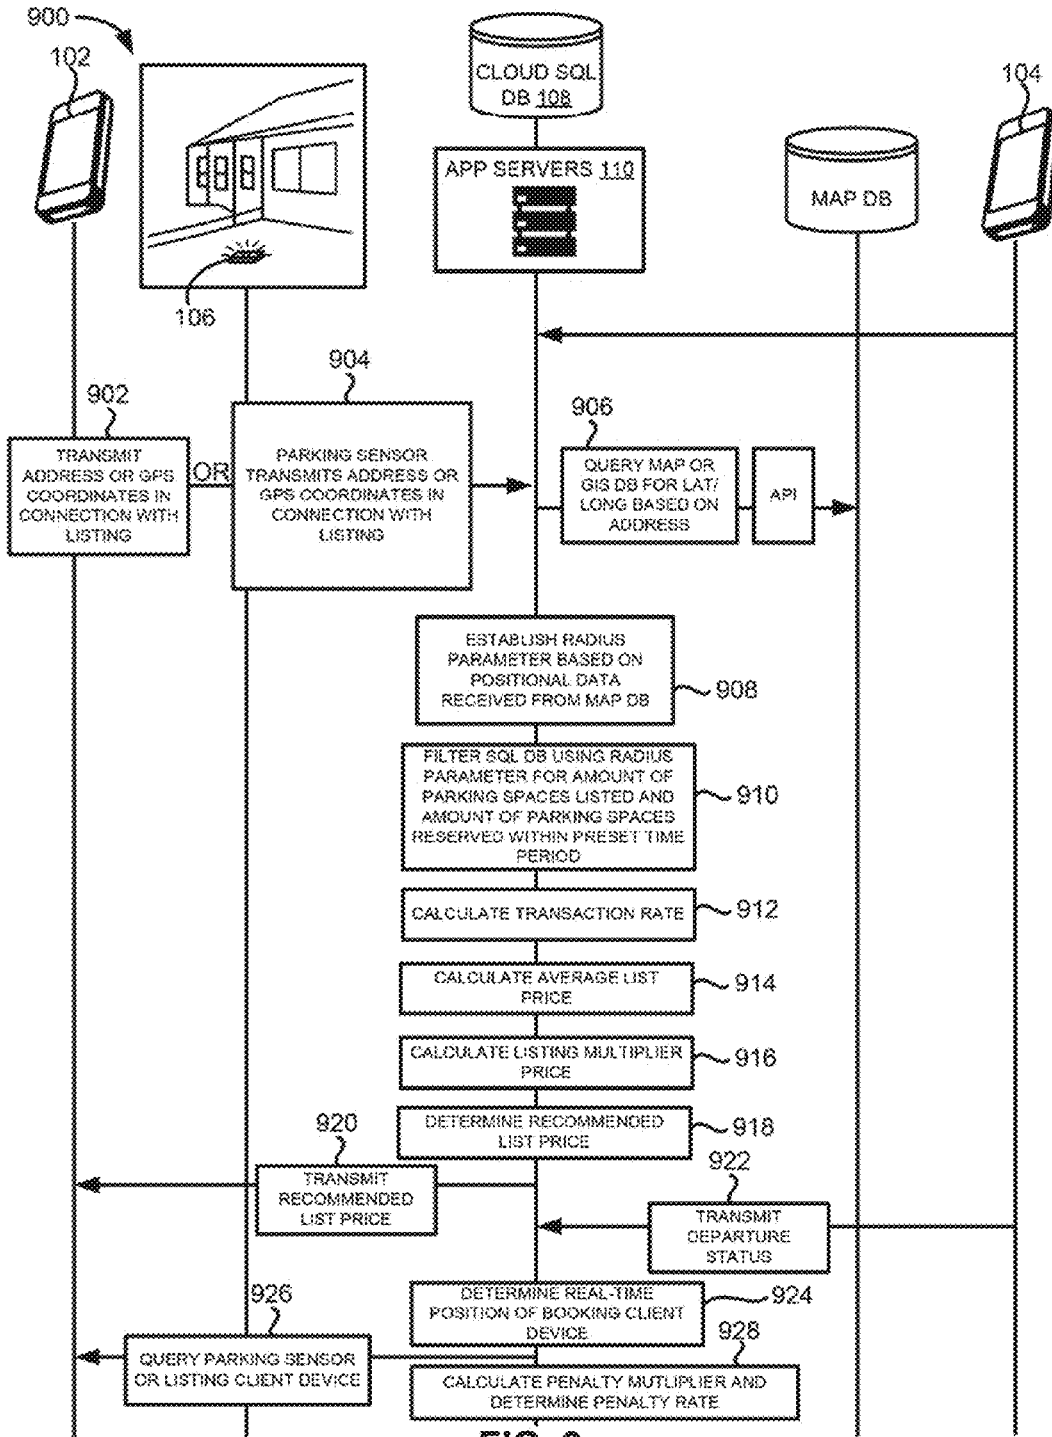 900
102
CLOUD SQL
DB 108
104
APP SERVERS 110
MAP DB
106
904
902
906
TRANSMIT
ADDRESS OR GPS
COORDINATES IN
CONNECTION WITH
LISTING
OR
PARKING SENSOR
TRANSMITS ADDRESS OR
GPS COORDINATES IN
CONNECTION WITH
LISTING
QUERY MAP OR
GIS DB FOR LAT/
LONG BASED ON
ADDRESS
API
ESTABLISH RADIUS
PARAMETER BASED ON
POSITIONAL DATA
RECEIVED FROM MAP DB
908
FILTER SQL DB USING RADIUS
PARAMETER FOR AMOUNT OF
PARKING SPACES LISTED AND
AMOUNT OF PARKING SPACES
RESERVED WITHIN PRESET TIME
PERIOD
910
CALCULATE TRANSACTION RATE
912
CALCULATE AVERAGE LIST
PRICE
914
CALCULATE LISTING MULTIPLIER
PRICE
916
DETERMINE RECOMMENDED
LIST PRICE
918
920
TRANSMIT
RECOMMENDED
LIST PRICE
922
TRANSMIT
DEPARTURE
STATUS
DETERMINE REAL-TIME
POSITION OF BOOKING CLIENT
DEVICE
924
926
QUERY PARKING SENSOR
OR LISTING CLIENT DEVICE
928
CALCULATE PENALTY MUTLIPLIER AND
DETERMINE PENALTY RATE